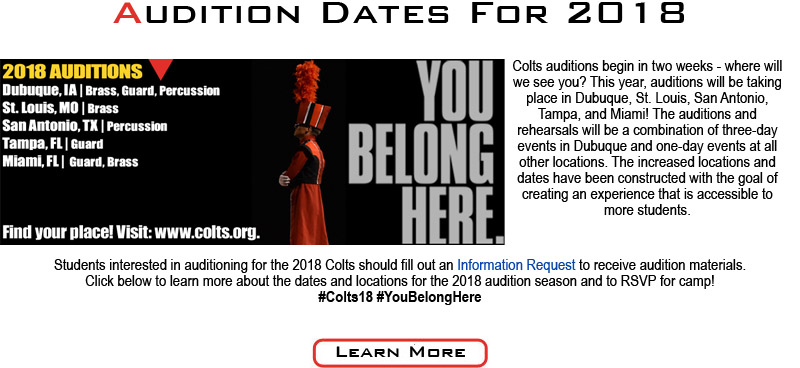 Audition Dates For 2018
2018 AUDITIONS
Dubuque, IA | Brass, Guard, Percussion
St. Louis, MO | Brass
San Antonio, TX | Percussion
Tampa, FL | Guard
Miami, FL | Guard, Brass
Find your place! Visit: www.colts.org.
YOU
BELONG
HERE.
Colts auditions begin in two weeks - where will
we see you? This year, auditions will be taking
place in Dubuque, St. Louis, San Antonio,
Tampa, and Miami! The auditions and
rehearsals will be a combination of three-day
events in Dubuque and one-day events at all
other locations. The increased locations and
dates have been constructed with the goal of
creating an experience that is accessible to
more students.
Students interested in auditioning for the 2018 Colts should fill out an Information Request to receive audition materials.
Click below to learn more about the dates and locations for the 2018 audition season and to RSVP for camp!
#Colts18 #YouBelongHere
Learn More